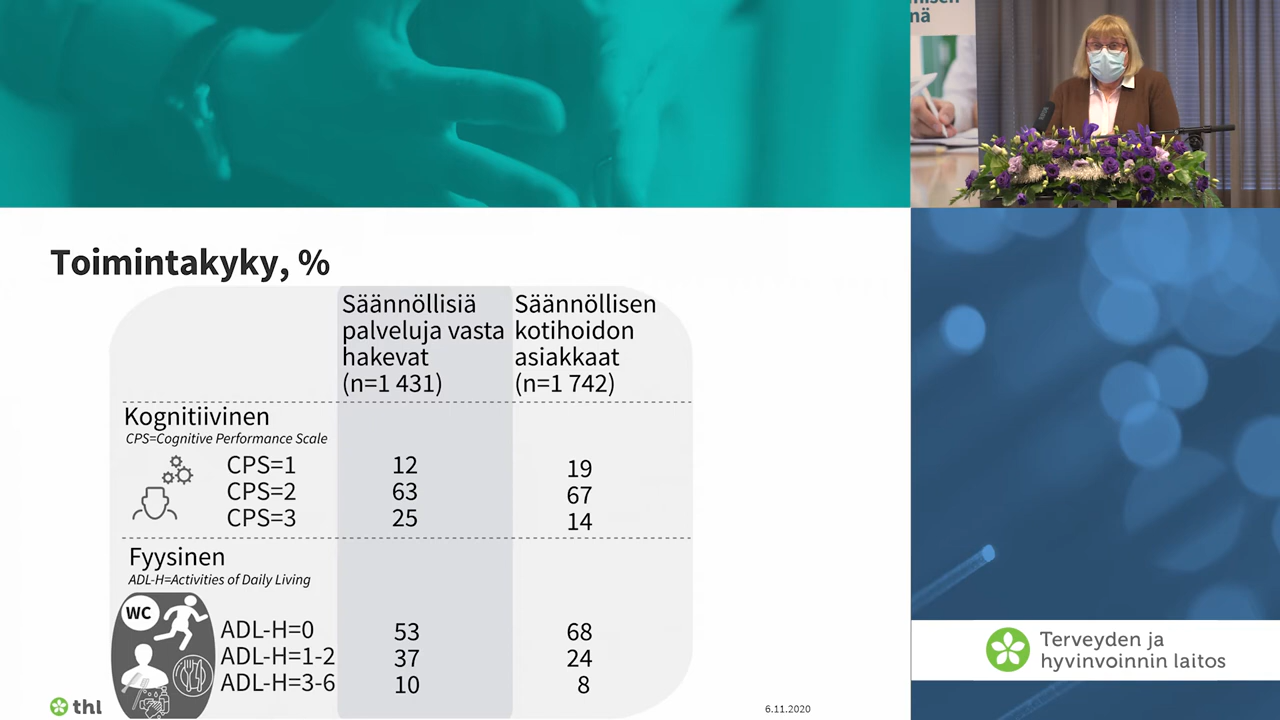 mä
Toimintakyky, %
Säännöllisiä
palveluja vasta
hakevat
(n=1 431)
Säännöllisen
kotihoidon
asiakkaat
(n=1 742)
Kognitiivinen
CPS=Cognitive Performance Scale
CPS=1 12 19
CPS=2 63 67
CPS=3 25 14
Fyysinen
ADL-H=Activities of Daily Living
WC
ADL-H=0 53 68
ADL-H=1-2 37 24
ADL-H=3-6 10 8
thl
6.11.2020
Terveyden ja
hyvinvoinnin laitos